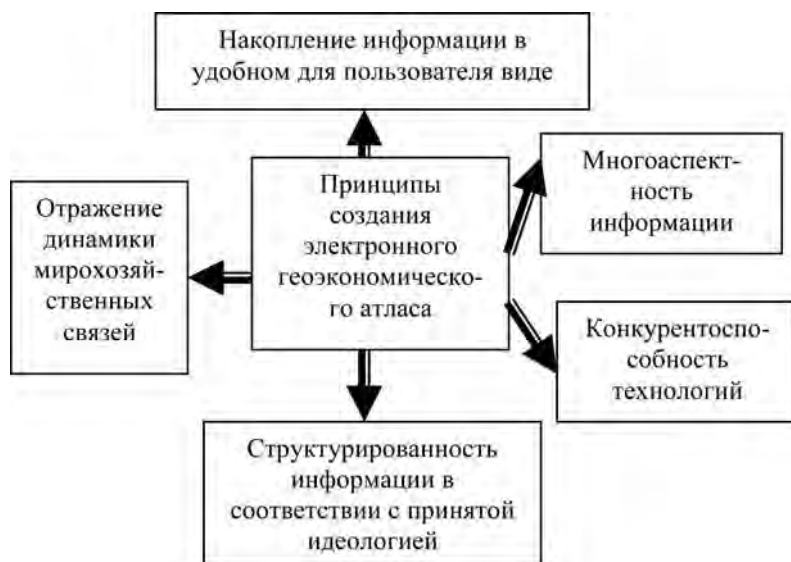 Накопление информации в
удобном для пользователя виде
Принципы
создания
электронного
геоэкономическо-
го атласа
Многоаспект-
ность
информации
Отражение
динамики
мирохозяй-
ственных
связей
Конкурентоспо-
собность
технологий
Структурированность
информации в
соответствии с принятой
идеологией